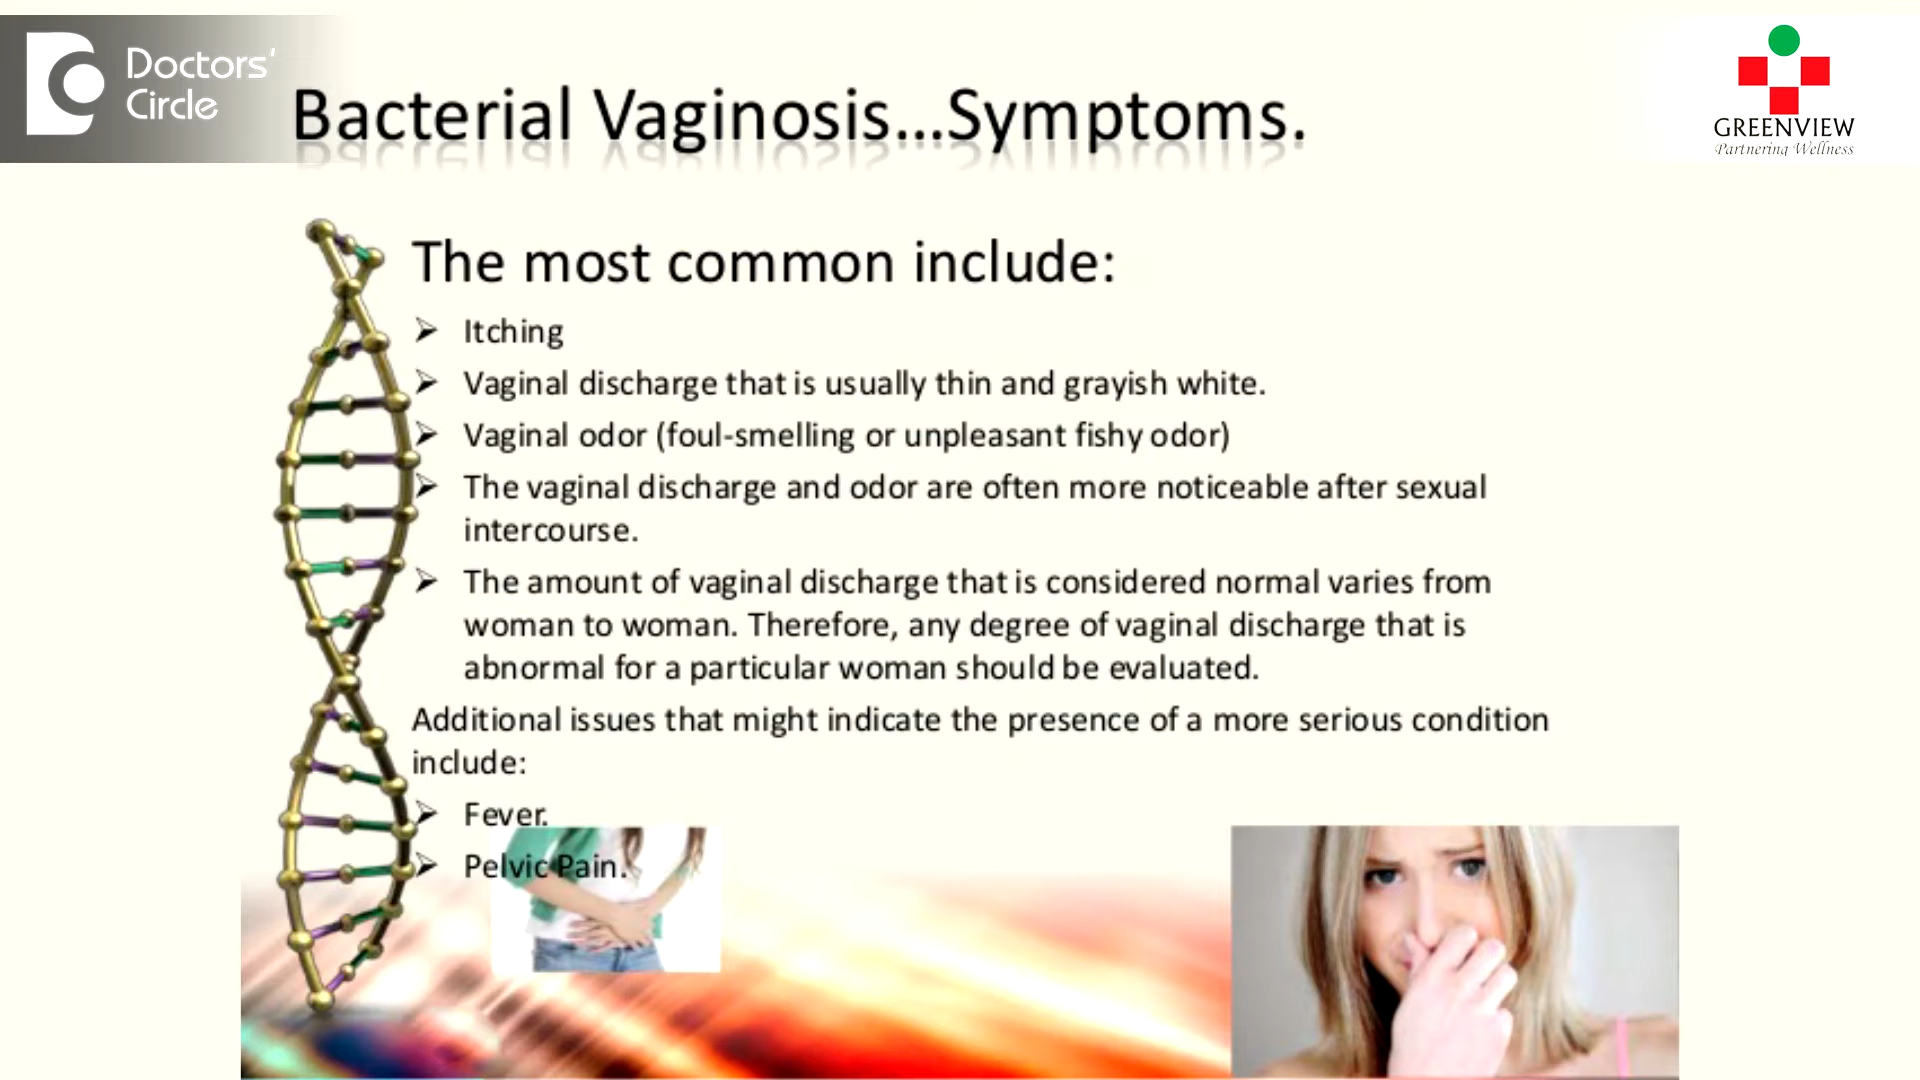 Doctors'
Circle
Bacterial Vaginosis...Symptoms.
GREENVIEW
Partnering Wellness
The most common include:
➢ Itching
➢ Vaginal discharge that is usually thin and grayish white.
➢ Vaginal odor (foul-smelling or unpleasant fishy odor)
➢ The vaginal discharge and odor are often more noticeable after sexual
intercourse.
➢ The amount of vaginal discharge that is considered normal varies from
woman to woman. Therefore, any degree of vaginal discharge that is
abnormal for a particular woman should be evaluated.
Additional issues that might indicate the presence of a more serious condition
include:
➢ Fever.
➢ Pelvic Pain.